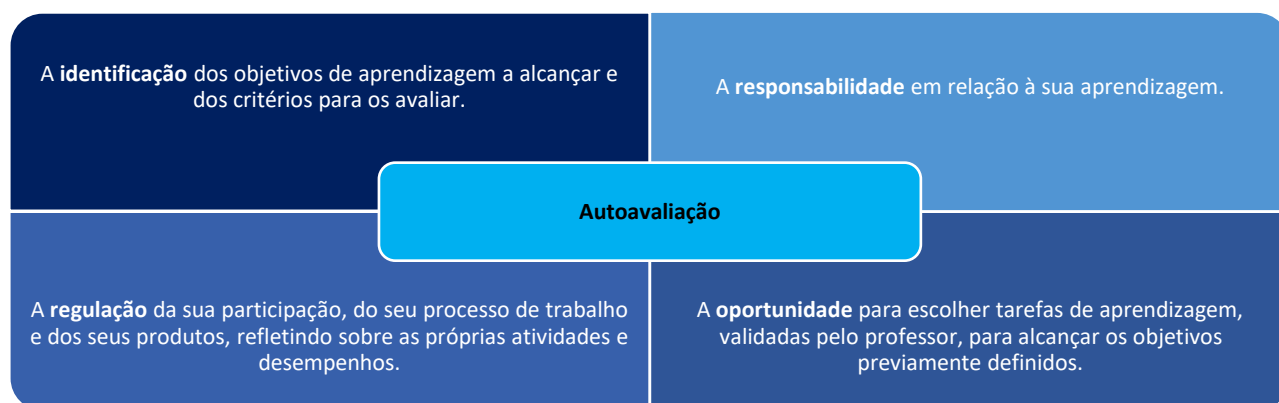 A identificação dos objetivos de aprendizagem a alcançar e
dos critérios para os avaliar.
A responsabilidade em relação à sua aprendizagem.
Autoavaliação
A regulação da sua participação, do seu processo de trabalho
e dos seus produtos, refletindo sobre as próprias atividades e
desempenhos.
A oportunidade para escolher tarefas de aprendizagem,
validadas pelo professor, para alcançar os objetivos
previamente definidos.